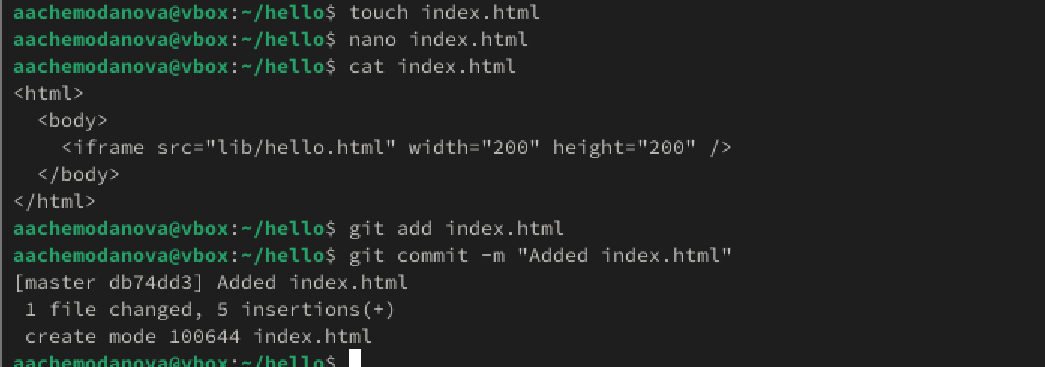 aachemodanova@vbox:~/hello$ touch index.html
aachemodanova@vbox:~/hello$ nano index.html
aachemodanova@vbox:~/hello$ cat index.html
<html>
  <body>
    <iframe src="lib/hello.html" width="200" height="200" />
  </body>
</html>
aachemodanova@vbox:~/hello$ git add index.html
aachemodanova@vbox:~/hello$ git commit -m "Added index.html"
[master db74dd3] Added index.html
 1 file changed, 5 insertions(+)
 create mode 100644 index.html
aachemodanova@vbox:~/hello$